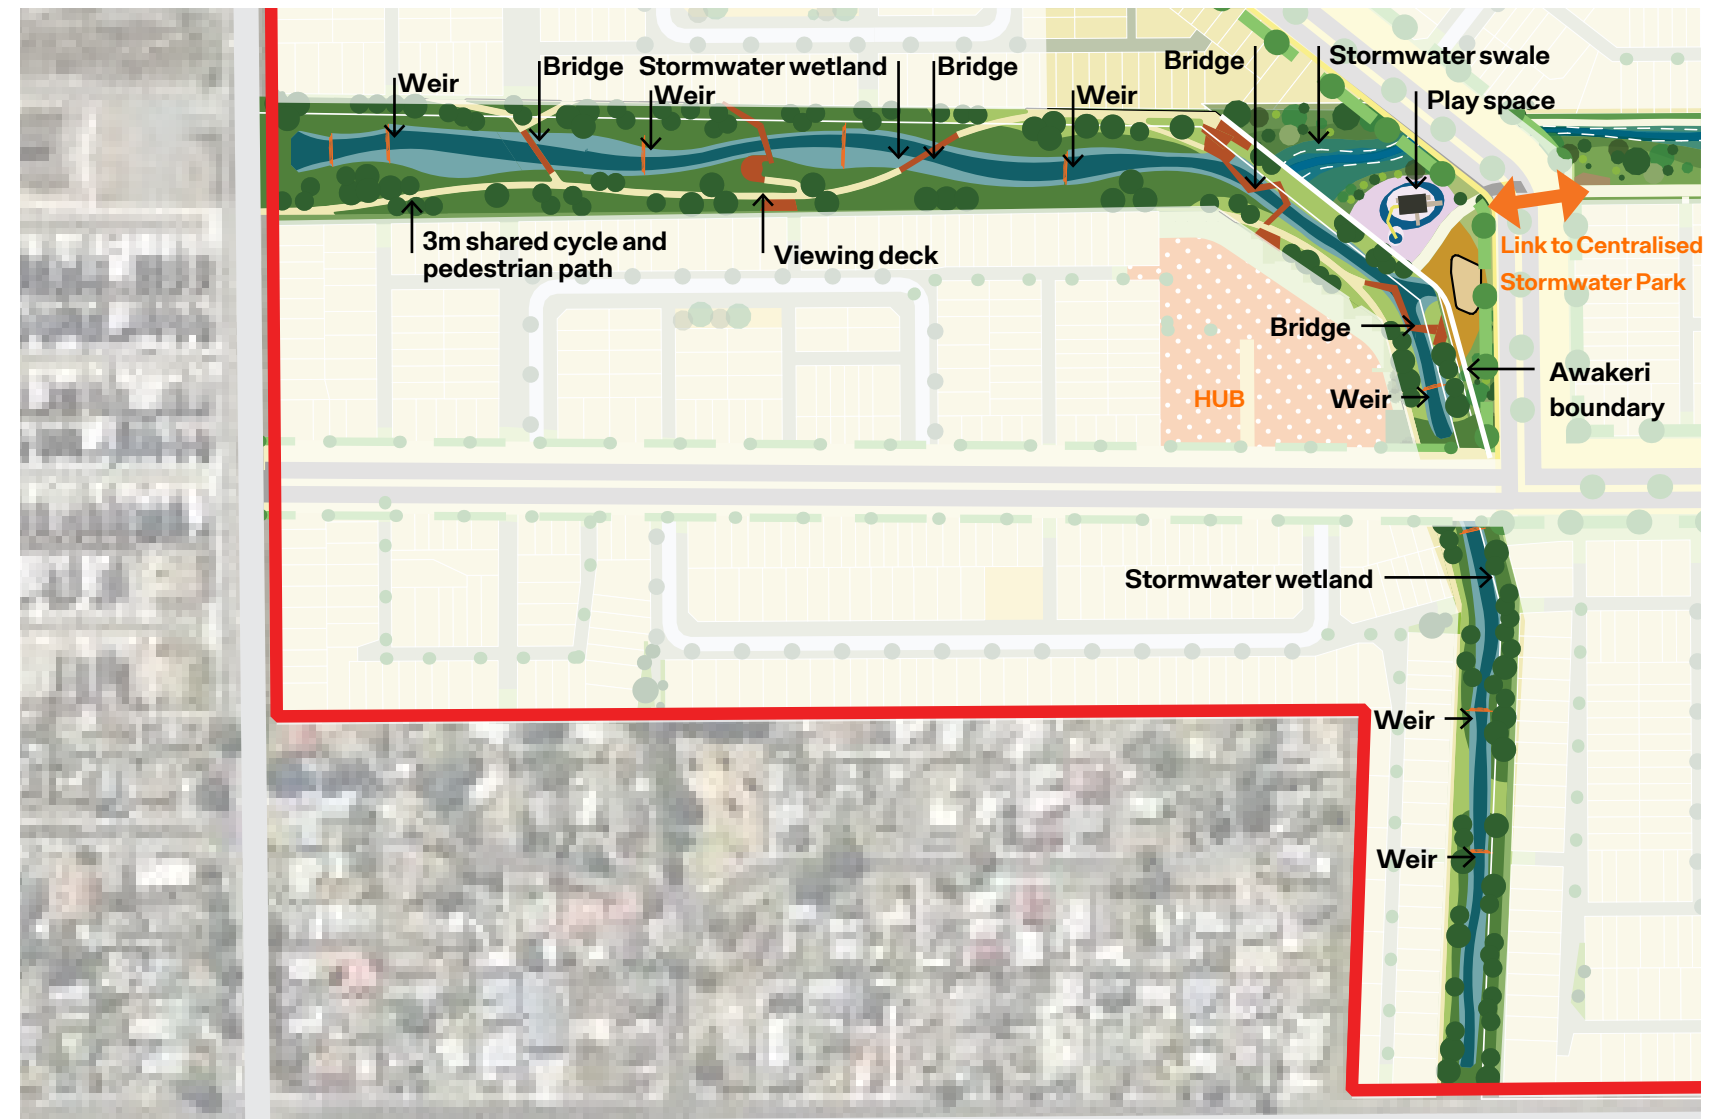 Weir
Bridge
Stormwater wetland
Weir
Bridge
Weir
Bridge
Stormwater swale
Play space
3m shared cycle and
pedestrian path
Viewing deck
Link to Centralised
Stormwater Park
Bridge
HUB
Weir
Awakeri
boundary
Stormwater wetland
Weir
Weir